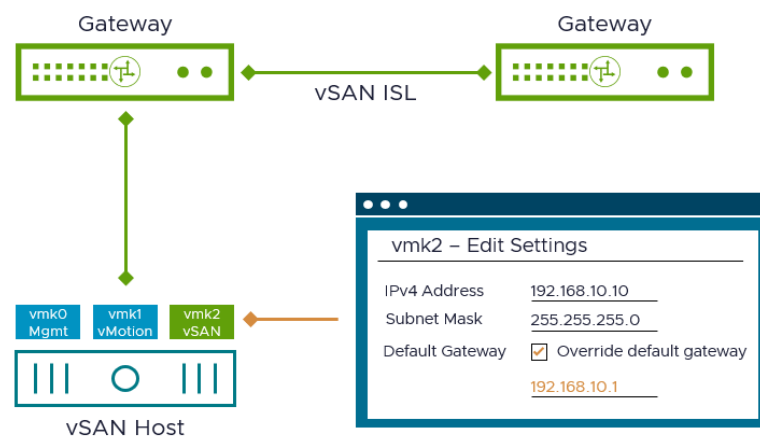 Gateway
Gateway
vSAN ISL
vmk2 – Edit Settings
IPv4 Address 192.168.10.10
Subnet Mask 255.255.255.0
Default Gateway Override default gateway
192.168.10.1
vmk0
Mgmt
vmk1
vMotion
vmk2
vSAN
vSAN Host